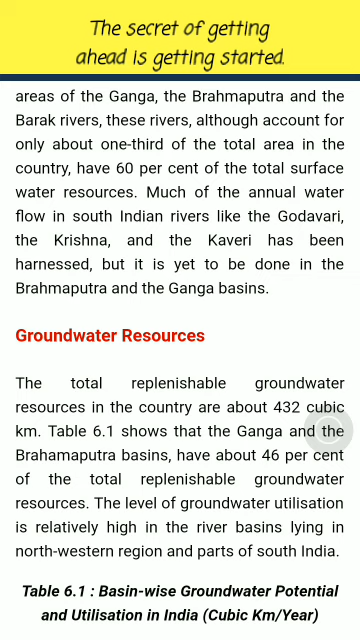 The secret of getting
ahead is getting started.
areas of the Ganga, the Brahmaputra and the
Barak rivers, these rivers, although account for
only about one-third of the total area in the
country, have 60 per cent of the total surface
water resources. Much of the annual water
flow in south Indian rivers like the Godavari,
the Krishna, and the Kaveri has been
harnessed, but it is yet to be done in the
Brahmaputra and the Ganga basins.
Groundwater Resources
The total replenishable groundwater
resources in the country are about 432 cubic
km. Table 6.1 shows that the Ganga and the
Brahamaputra basins, have about 46 per cent
of the total replenishable groundwater
resources. The level of groundwater utilisation
is relatively high in the river basins lying in
north-western region and parts of south India.
Table 6.1 : Basin-wise Groundwater Potential
and Utilisation in India (Cubic Km/Year)